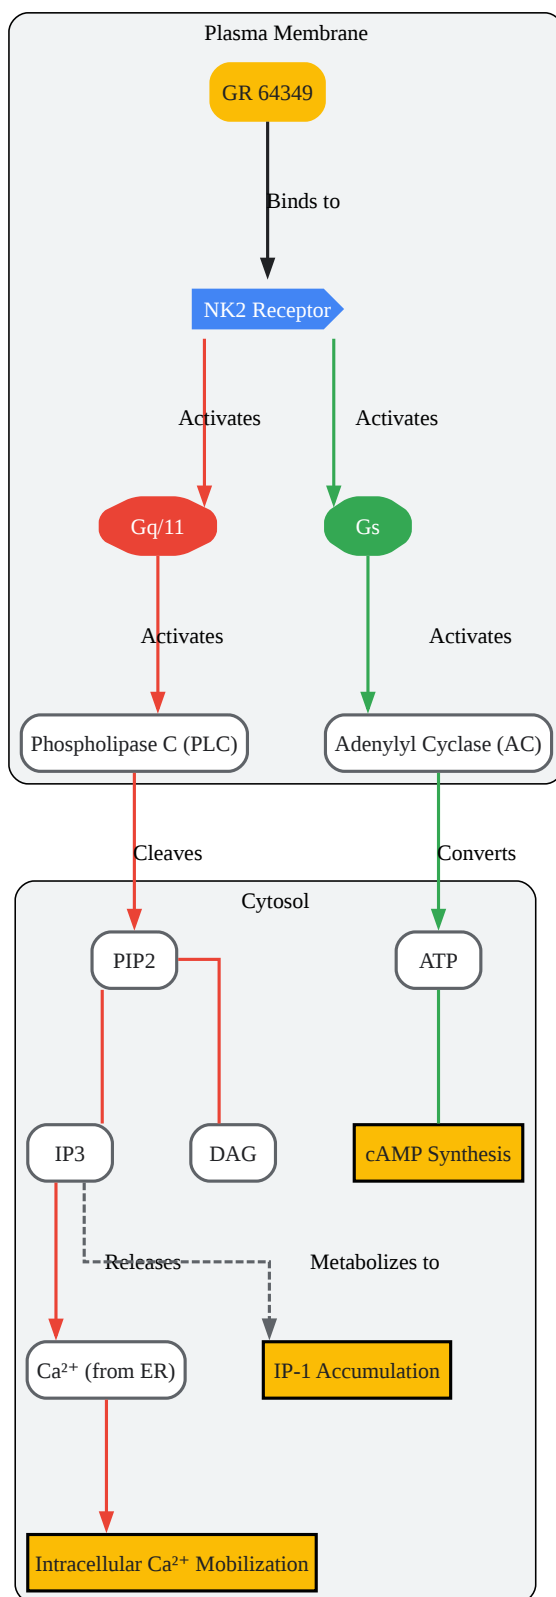 Plasma Membrane
GR 64349
Binds to
NK2 Receptor
Activates
Activates
Gq/11
Gs
Activates
Activates
Phospholipase C (PLC)
Adenylyl Cyclase (AC)
Cleaves
Converts
Cytosol
PIP2
ATP
IP3
DAG
cAMP Synthesis
Releases
Metabolizes to
Ca²⁺ (from ER)
IP-1 Accumulation
Intracellular Ca²⁺ Mobilization